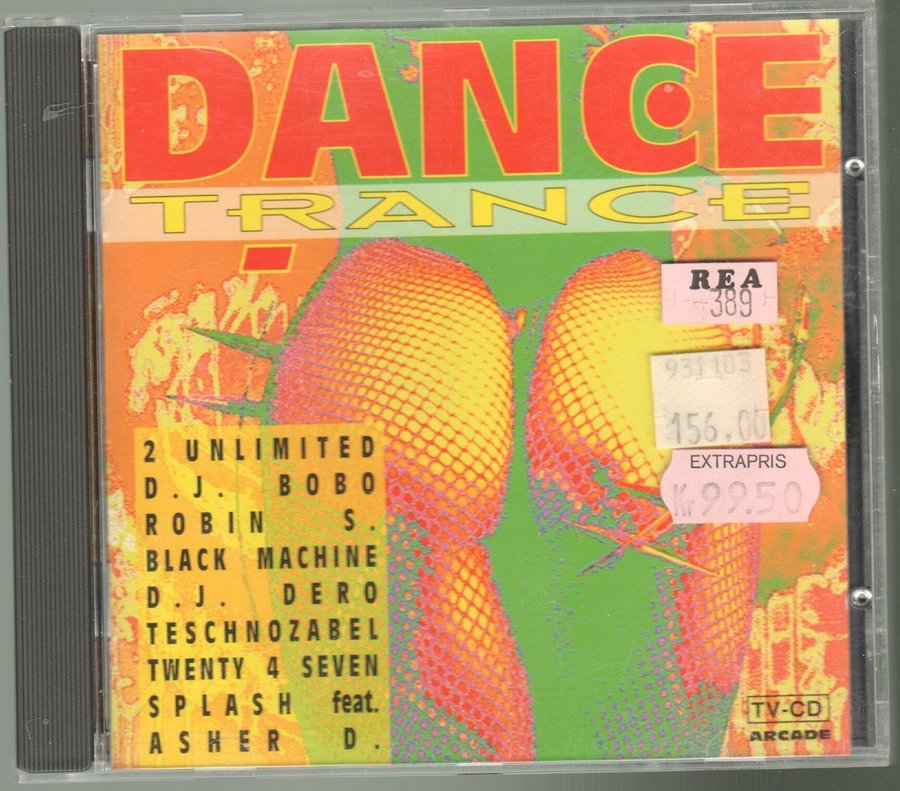 DANCE
TRANCE
REA
389
931103
156.00
EXTRAPRIS
Kr 99.50
2 UNLIMITED
D.J. BOBO
ROBIN S.
BLACK MACHINE
D.J. DERO
TESCHNOZABEL
TWENTY 4 SEVEN
SPLASH feat.
ASHER D.
TV-CD
ARCADE